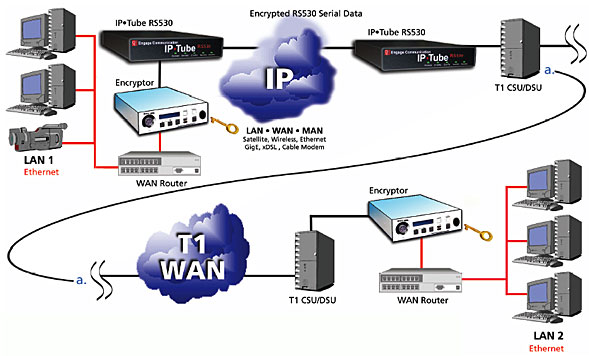 IP•Tube RS530
Encrypted RS530 Serial Data
IP•Tube RS530
Engage Communication
IP•Tube RS530
Engage Communication
IP•Tube RS530
Encryptor
IP
T1 CSU/DSU
a.
LAN • WAN • MAN
Satellite, Wireless, Ethernet
GigE, xDSL, Cable Modem
LAN 1
Ethernet
WAN Router
Encryptor
T1
WAN
a.
T1 CSU/DSU
WAN Router
LAN 2
Ethernet